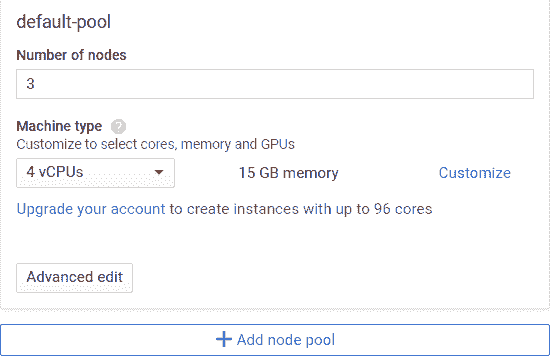 default-pool
Number of nodes
3
Machine type ?
Customize to select cores, memory and GPUs
4 vCPUs 15 GB memory Customize
Upgrade your account to create instances with up to 96 cores
Advanced edit
+ Add node pool